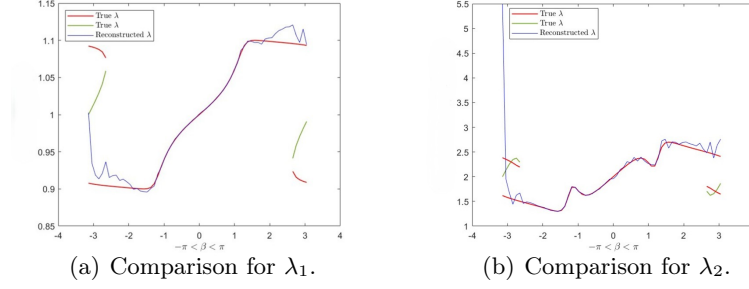 True λ
True λ
Reconstructed λ
1.15
1.1
1.05
1
0.95
0.9
0.85
-4 -3 -2 -1 0 1 2 3 4
−π < β < π
(a) Comparison for λ₁.
True λ
True λ
Reconstructed λ
5.5
5
4.5
4
3.5
3
2.5
2
1.5
1
-4 -3 -2 -1 0 1 2 3 4
−π < β < π
(b) Comparison for λ₂.